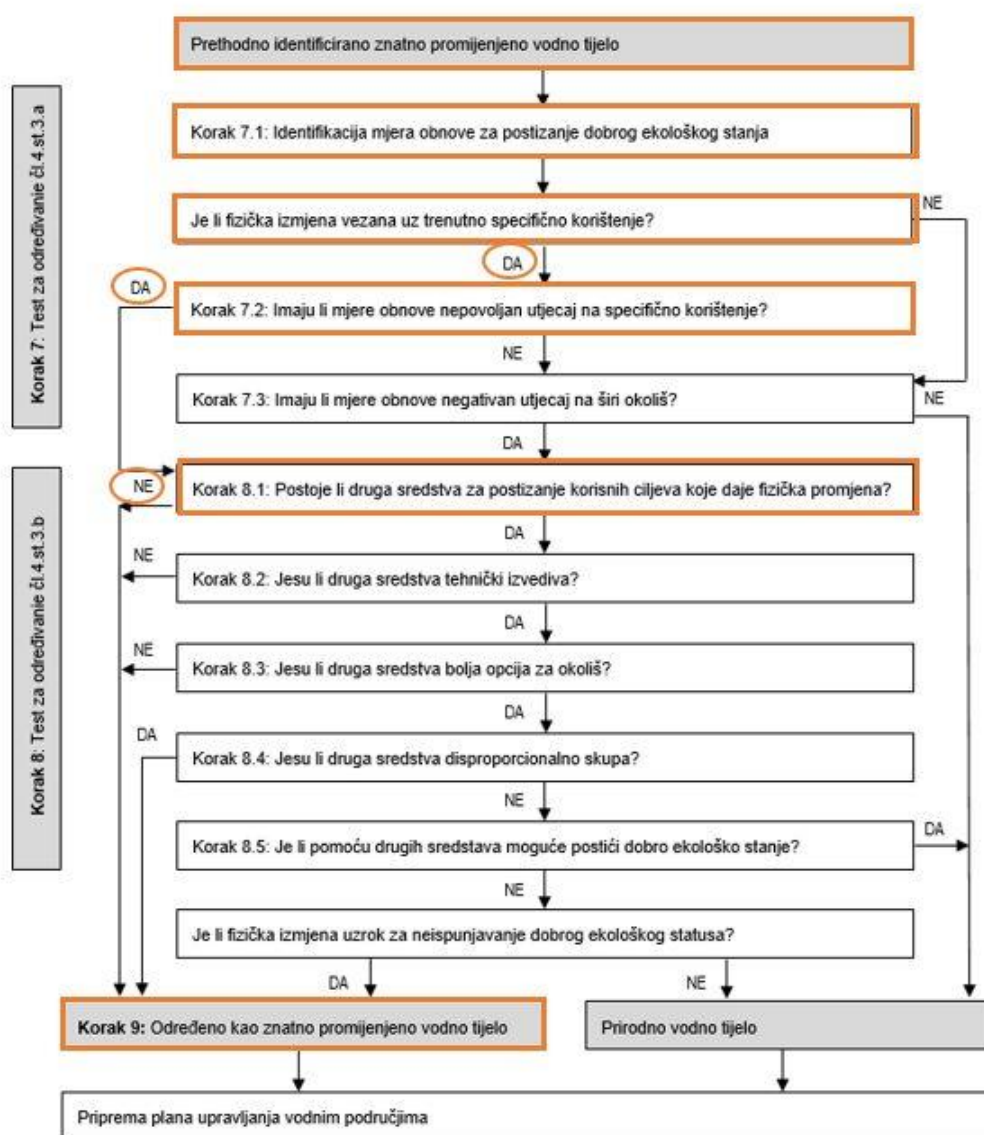 Prethodno identificirano znatno promijenjeno vodno tijelo
Korak 7: Test za određivanje čl.4.st.3.a
Korak 7.1: Identifikacija mjera obnove za postizanje dobrog ekološkog stanja
Je li fizička izmjena vezana uz trenutno specifično korištenje?
NE
DA
DA
Korak 7.2: Imaju li mjere obnove nepovoljan utjecaj na specifično korištenje?
NE
Korak 7.3: Imaju li mjere obnove negativan utjecaj na širi okoliš?
NE
DA
Korak 8: Test za određivanje čl.4.st.3.b
NE
Korak 8.1: Postoje li druga sredstva za postizanje korisnih ciljeva koje daje fizička promjena?
DA
NE
Korak 8.2: Jesu li druga sredstva tehnički izvediva?
DA
NE
Korak 8.3: Jesu li druga sredstva bolja opcija za okoliš?
DA
DA
Korak 8.4: Jesu li druga sredstva disproporcionalno skupa?
NE
Korak 8.5: Je li pomoću drugih sredstava moguće postići dobro ekološko stanje?
DA
NE
Je li fizička izmjena uzrok za neispunjavanje dobrog ekološkog statusa?
DA
NE
Korak 9: Određeno kao znatno promijenjeno vodno tijelo
Prirodno vodno tijelo
Priprema plana upravljanja vodnim područjima